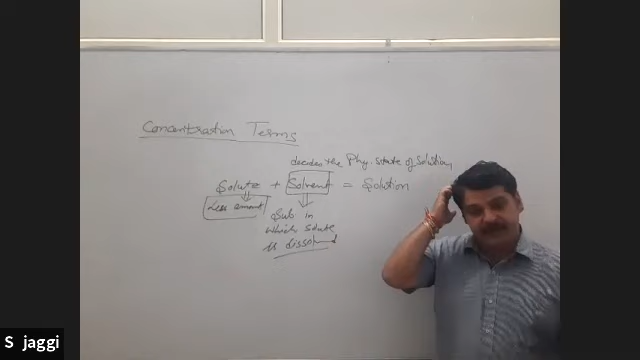 Concentration Terms
decides the Phy. state of Solution,
Solute + Solvent = Solution
Less amount
Sub in
which solute
is dissolved
S jaggi